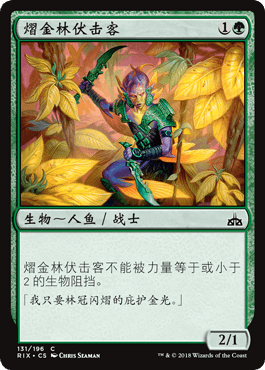 熠金林伏击客 1
生物～人鱼／战士
熠金林伏击客不能被力量等于或小于
2 的生物阻挡。
「我只要林冠闪熠的庇护金光。」
2/1
131/196 C
RIX • CS CHRIS SEAMAN
™ & © 2018 Wizards of the Coast